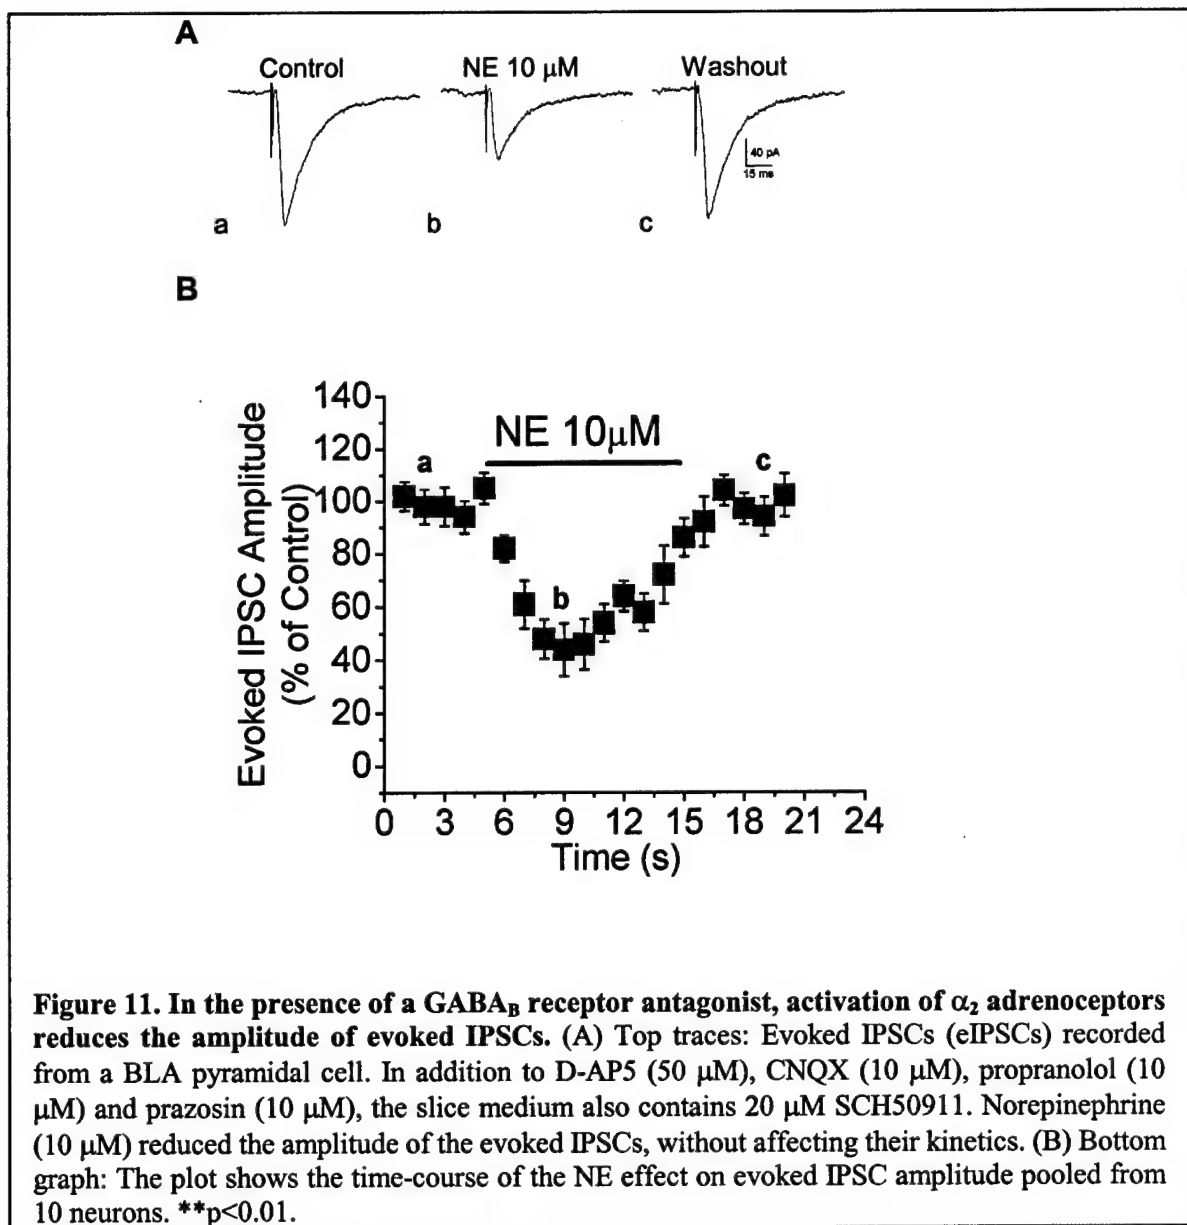 A
Control
NE 10 μM
Washout
40 pA
15 ms
a
b
c
B
Evoked IPSC Amplitude
(% of Control)
140
120
100
80
60
40
20
0
NE 10μM
a
b
c
0 3 6 9 12 15 18 21 24
Time (s)
Figure 11. In the presence of a GABA_B receptor antagonist, activation of α₂ adrenoceptors
reduces the amplitude of evoked IPSCs. (A) Top traces: Evoked IPSCs (eIPSCs) recorded
from a BLA pyramidal cell. In addition to D-AP5 (50 μM), CNQX (10 μM), propranolol (10
μM) and prazosin (10 μM), the slice medium also contains 20 μM SCH50911. Norepinephrine
(10 μM) reduced the amplitude of the evoked IPSCs, without affecting their kinetics. (B) Bottom
graph: The plot shows the time-course of the NE effect on evoked IPSC amplitude pooled from
10 neurons. **p<0.01.